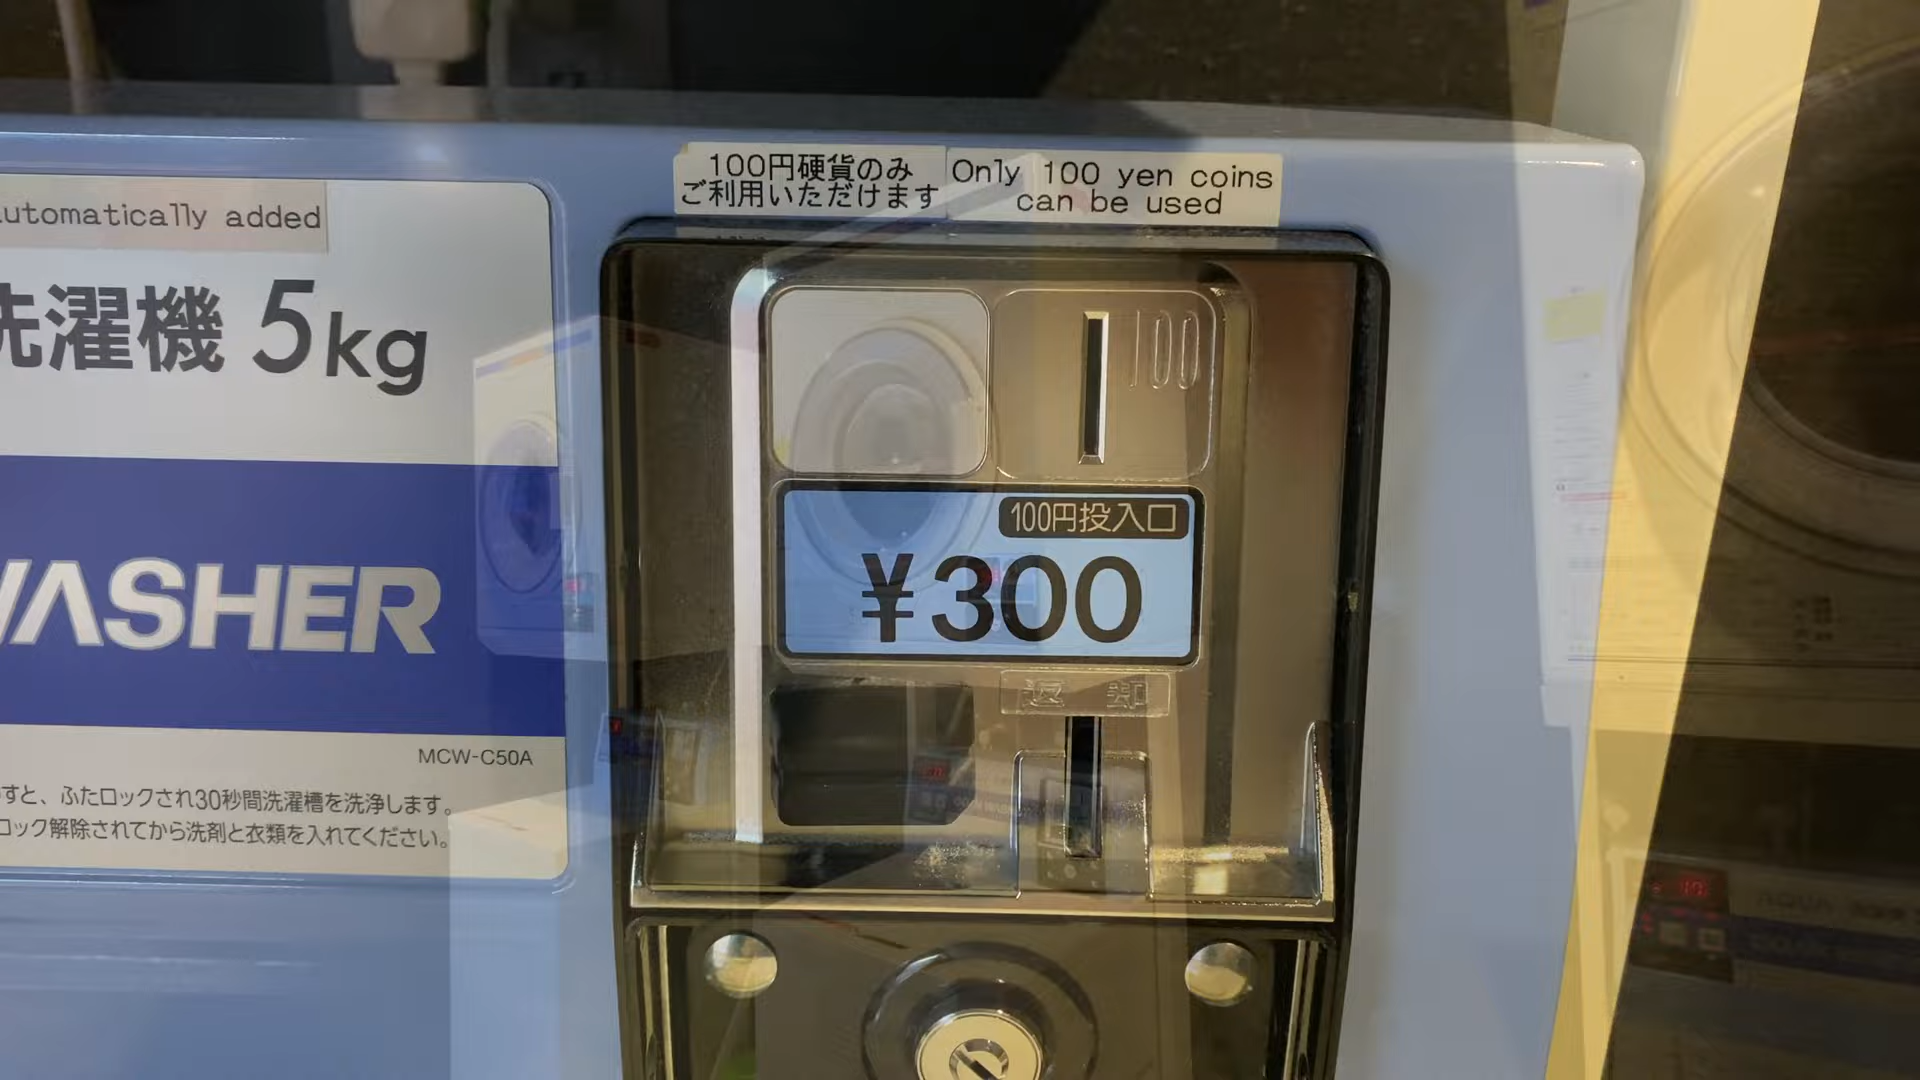 automatically added
洗濯機 5kg
WASHER
MCW-C50A
すと、ふたロックされ30秒間洗濯槽を洗浄します。
ロック解除されてから洗剤と衣類を入れてください。
100円硬貨のみ
ご利用いただけます
Only 100 yen coins
can be used
100
100円投入口
¥300
返却